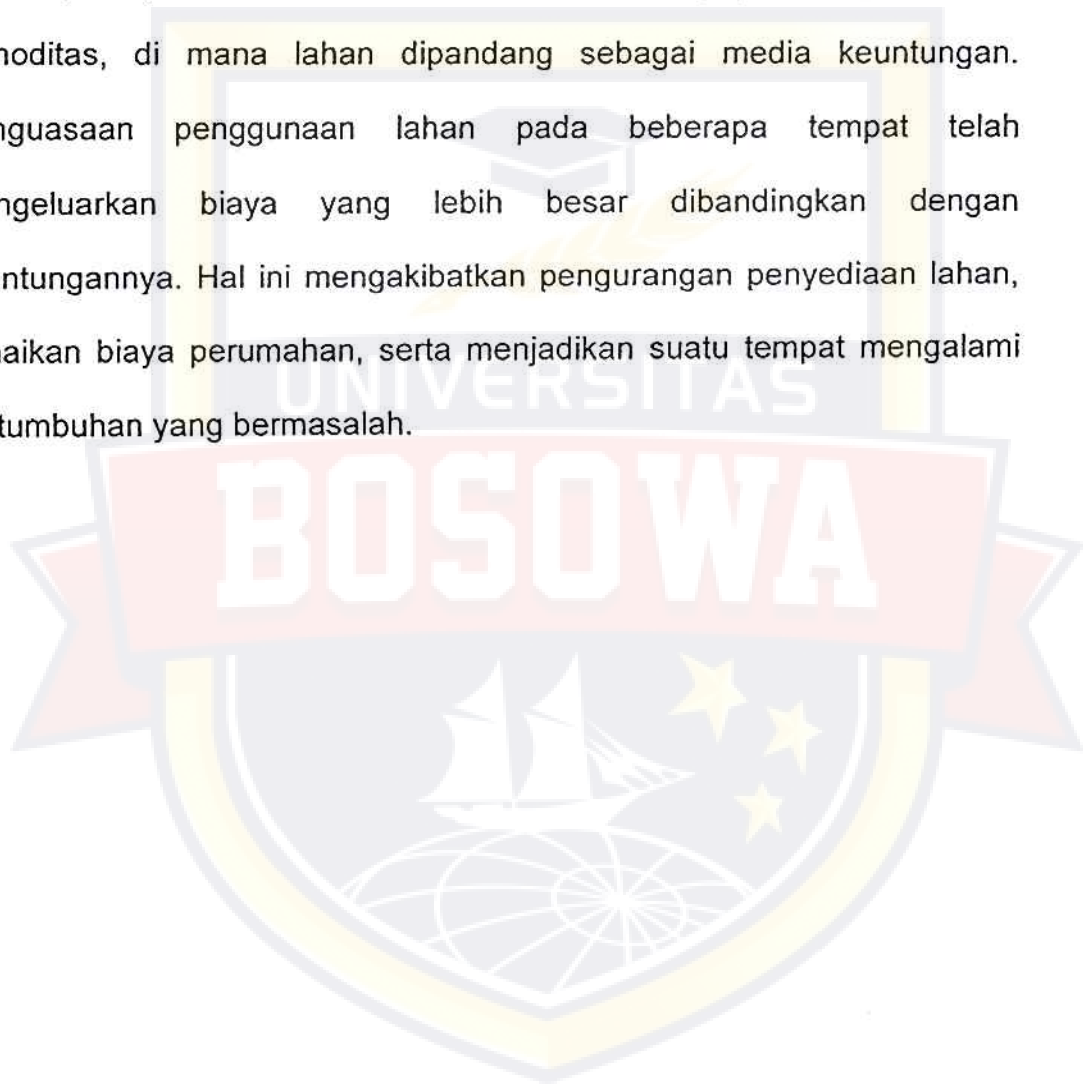 noditas, di mana lahan dipandang sebagai media keuntungan.
nguasaan penggunaan lahan pada beberapa tempat telah
ngeluarkan biaya yang lebih besar dibandingkan dengan
ntungannya. Hal ini mengakibatkan pengurangan penyediaan lahan,
aikan biaya perumahan, serta menjadikan suatu tempat mengalami
tumbuhan yang bermasalah.
UNIVERSITAS
BOSOWA